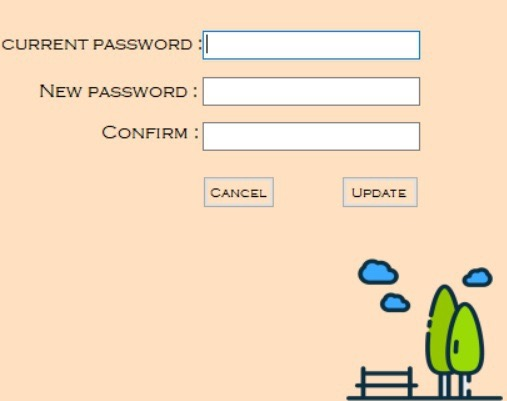 CURRENT PASSWORD :
NEW PASSWORD :
CONFIRM :
CANCEL UPDATE